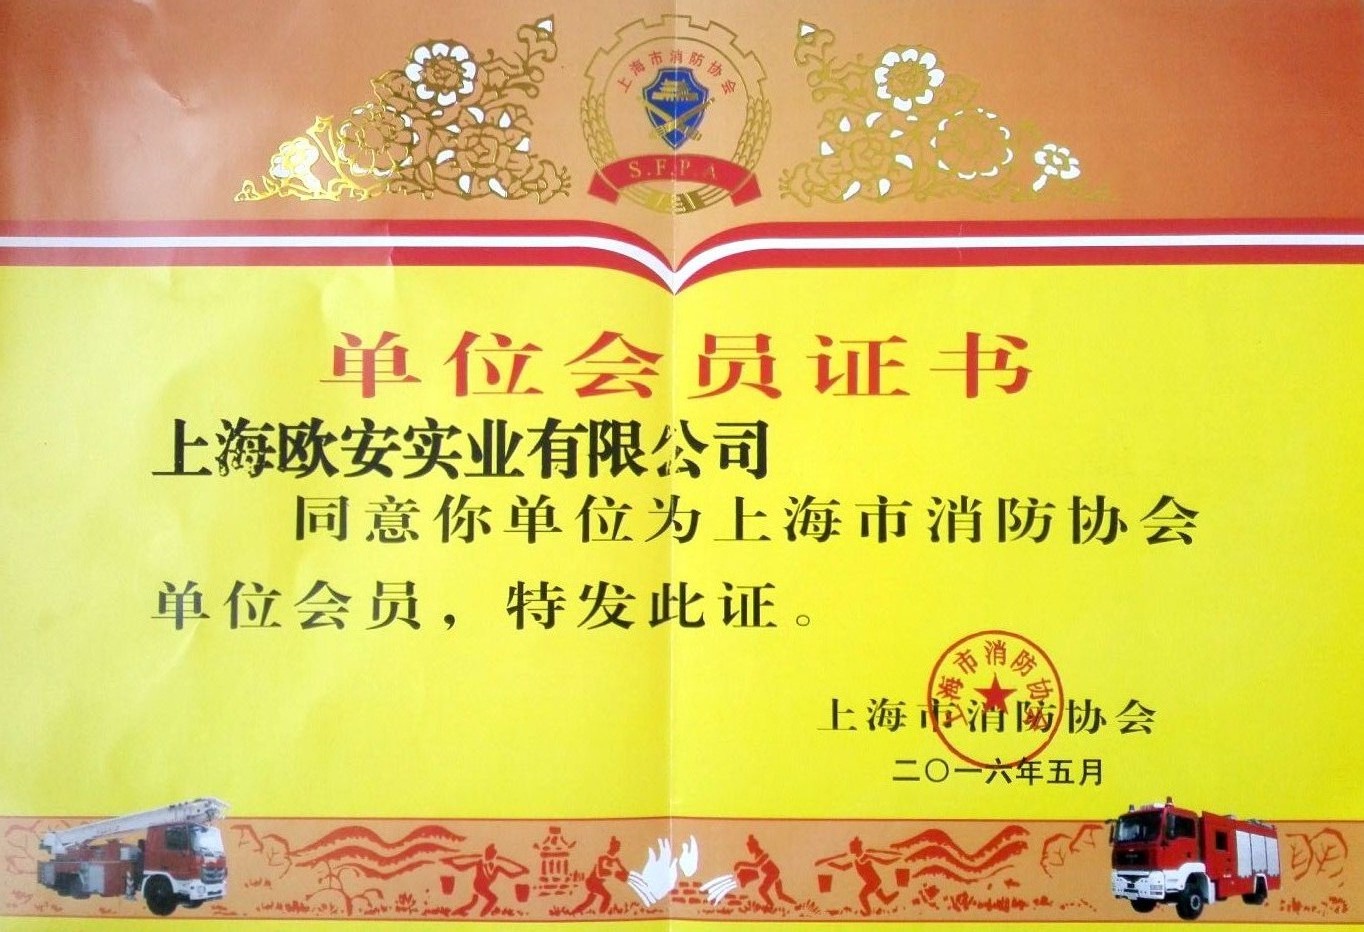 上海市消防协会
S.F.P.A
单位会员证书
上海欧安实业有限公司
同意你单位为上海市消防协会
单位会员，特发此证。
上海市消防协会
上海市消防协会
二〇一六年五月